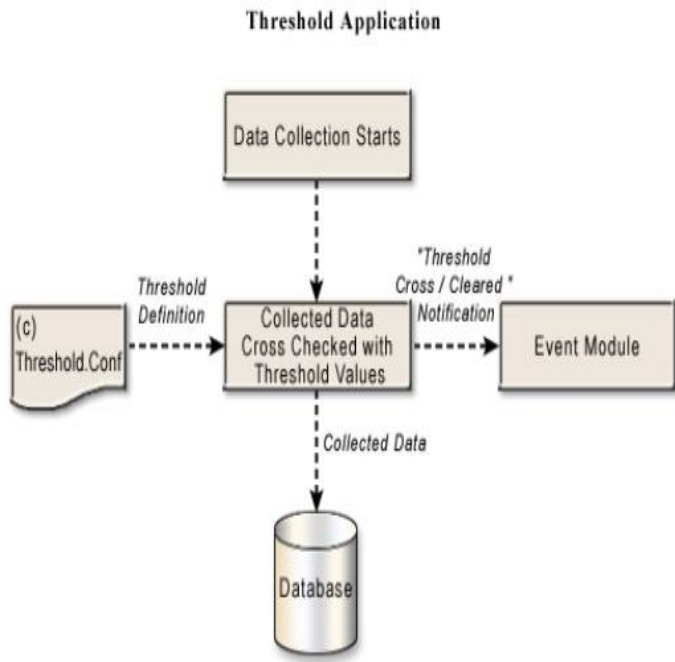 Threshold Application
Data Collection Starts
"Threshold
Cross / Cleared "
Notification
Threshold
Definition
(c)
Threshold.Conf
Collected Data
Cross Checked with
Threshold Values
Event Module
Collected Data
Database